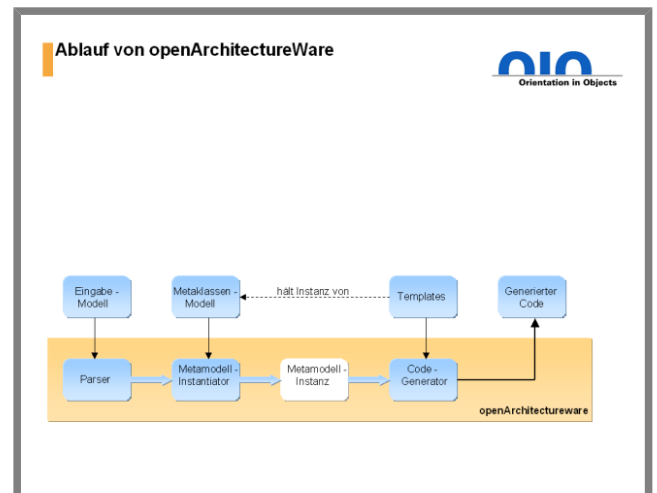 Ablauf von openArchitectureWare
Orientation in Objects
Eingabe -
Modell
Metaklassen -
Modell
hält Instanz von
Templates
Generierter
Code
Parser
Metamodell -
Instantiator
Metamodell -
Instanz
Code -
Generator
openArchitectureware